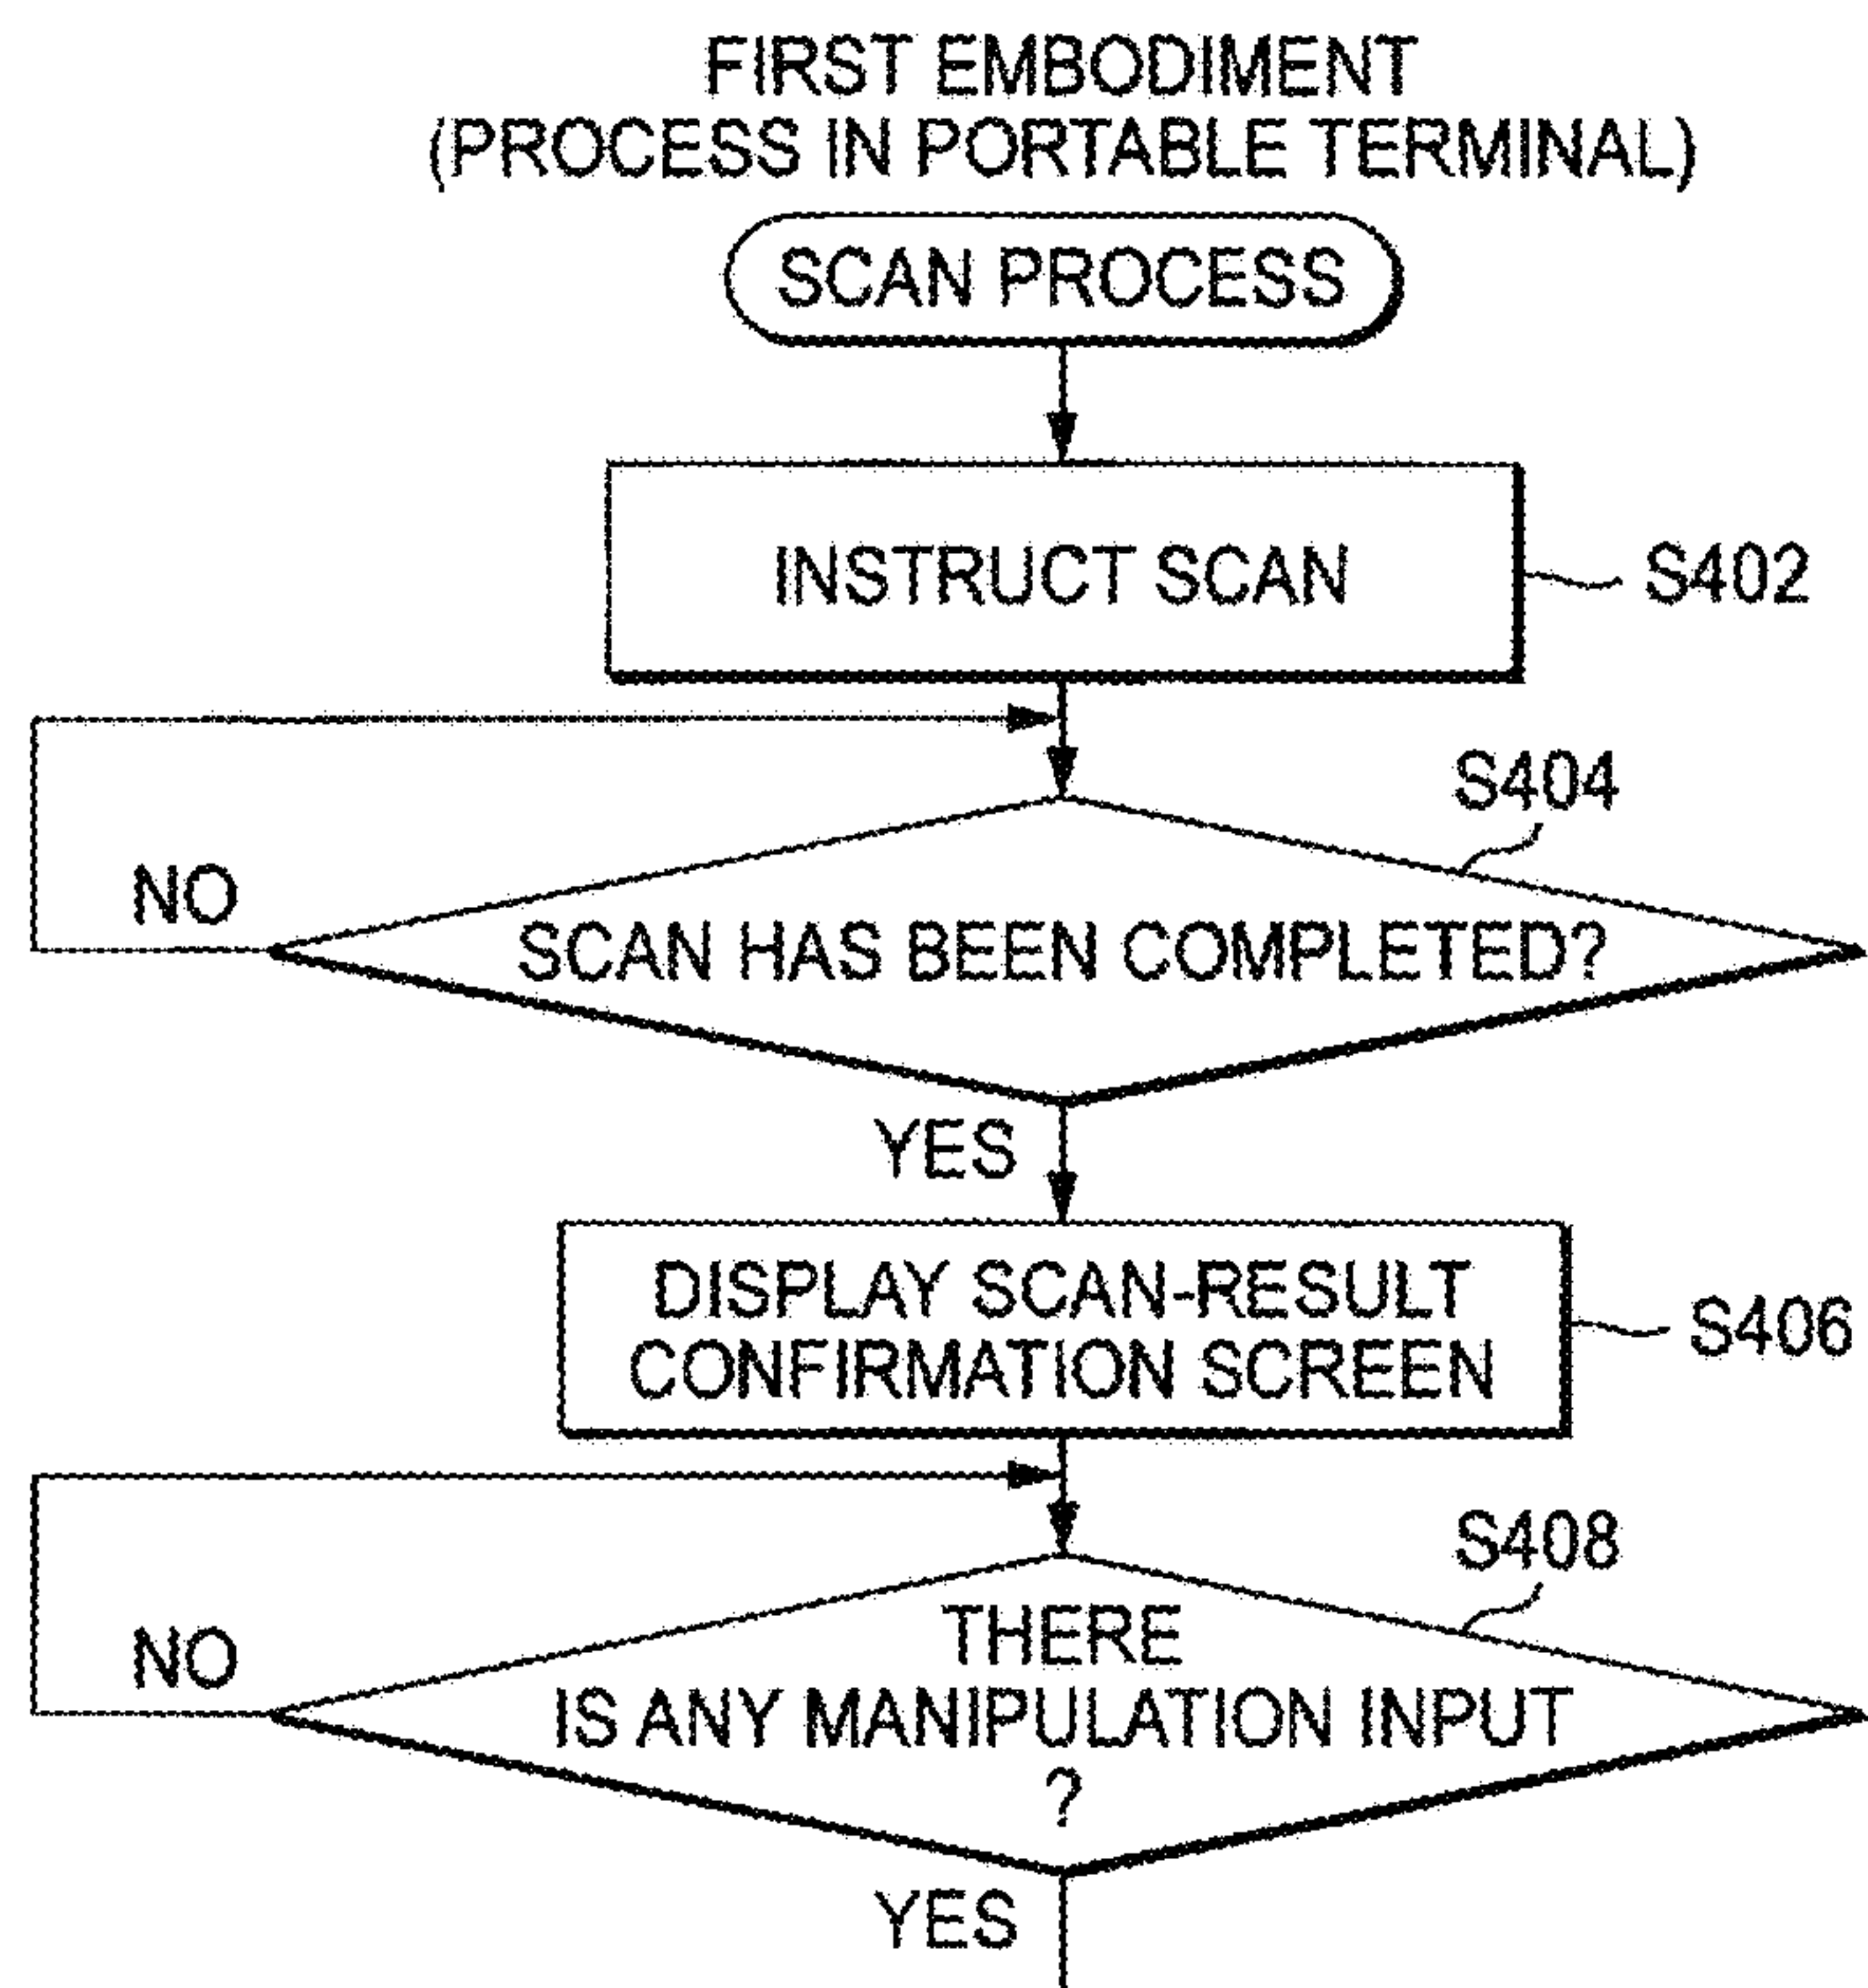 FIRST EMBODIMENT
(PROCESS IN PORTABLE TERMINAL)
SCAN PROCESS
INSTRUCT SCAN
S402
S404
NO
SCAN HAS BEEN COMPLETED?
YES
DISPLAY SCAN-RESULT
CONFIRMATION SCREEN
S406
S408
THERE
NO
IS ANY MANIPULATION INPUT
?
YES